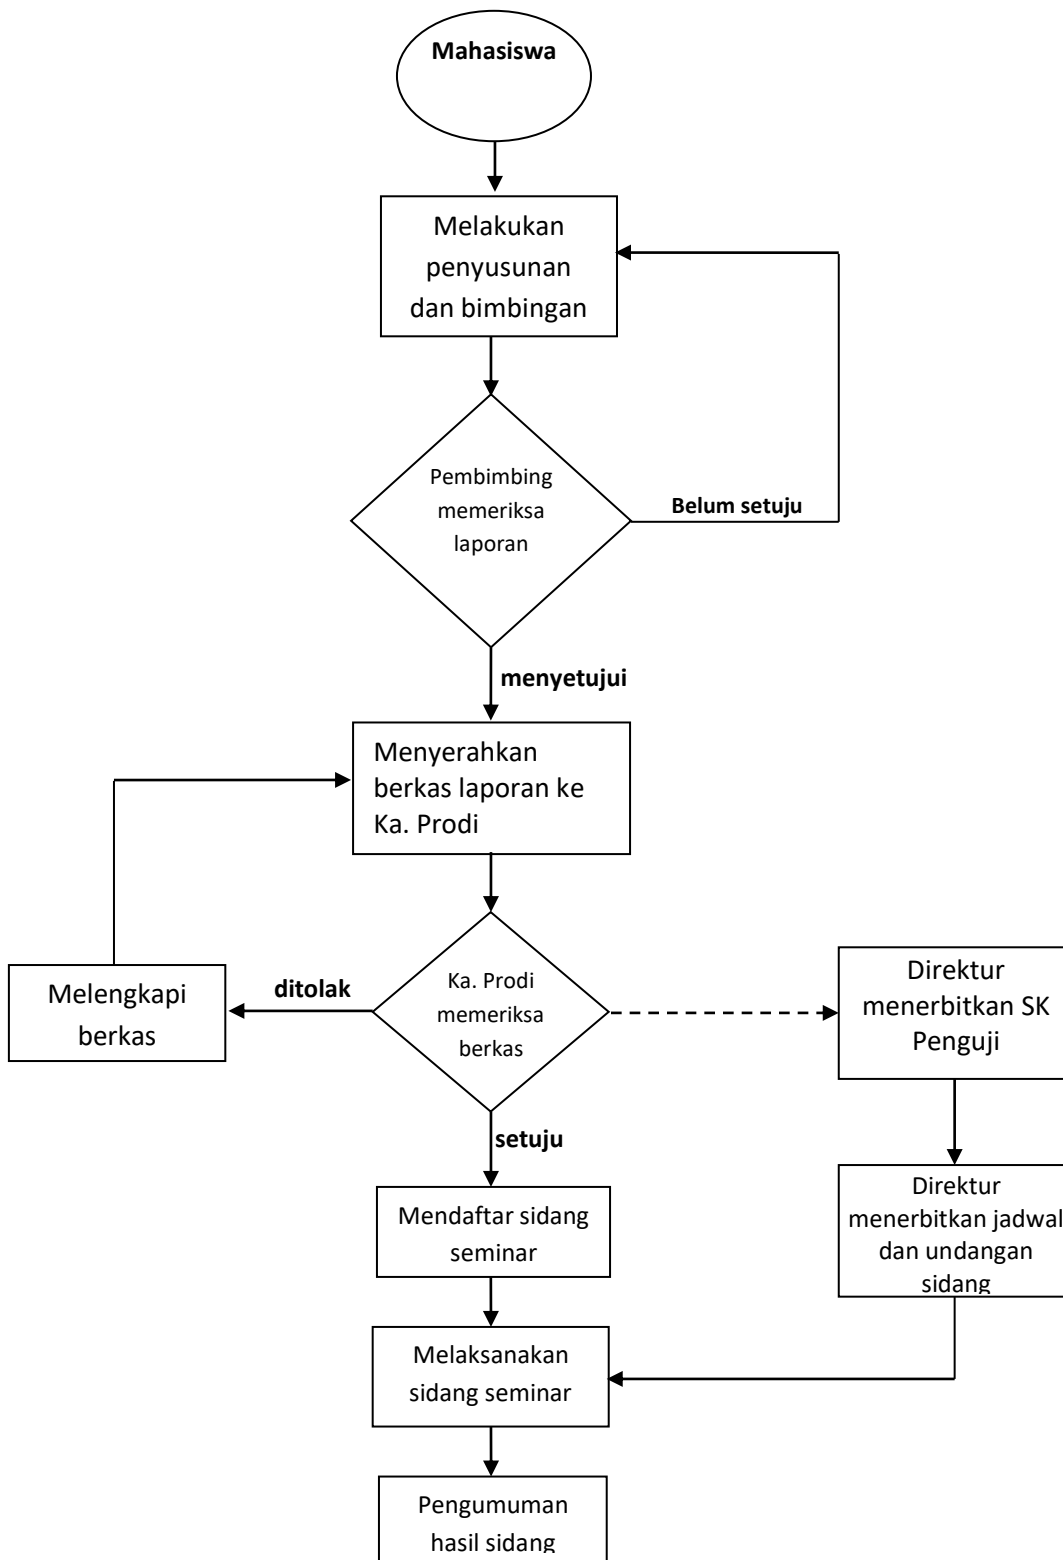 Mahasiswa
Melakukan
penyusunan
dan bimbingan
Pembimbing
memeriksa
laporan
Belum setuju
menyetujui
Menyerahkan
berkas laporan ke
Ka. Prodi
Melengkapi
berkas
ditolak
Ka. Prodi
memeriksa
berkas
Direktur
menerbitkan SK
Penguji
setuju
Mendaftar sidang
seminar
Direktur
menerbitkan jadwal
dan undangan
sidang
Melaksanakan
sidang seminar
Pengumuman
hasil sidang